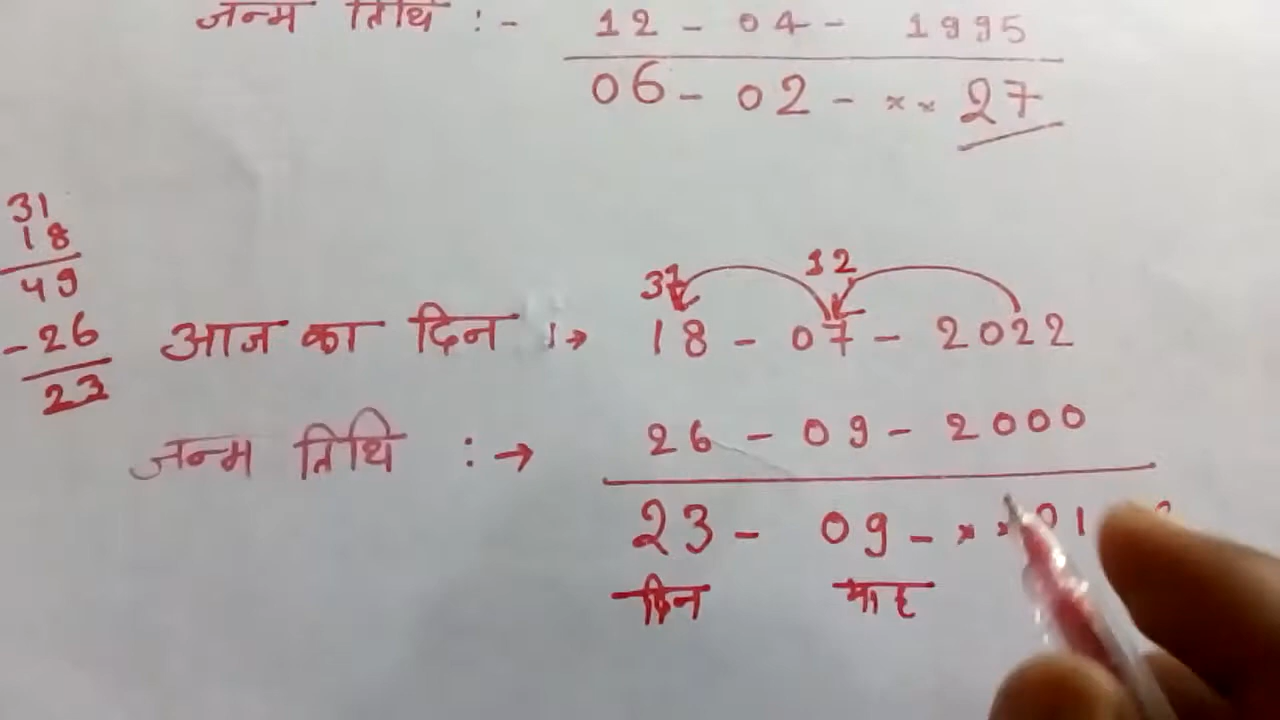 जन्म तिथि :- 12 - 04 - 1995
06 - 02 - ×× 27
31
18
49
- 26
23
31 12
आज का दिन :→ 18 - 07 - 2022
जन्म तिथि :→ 26 - 09 - 2000
23 - 09 - ××01
दिन माह